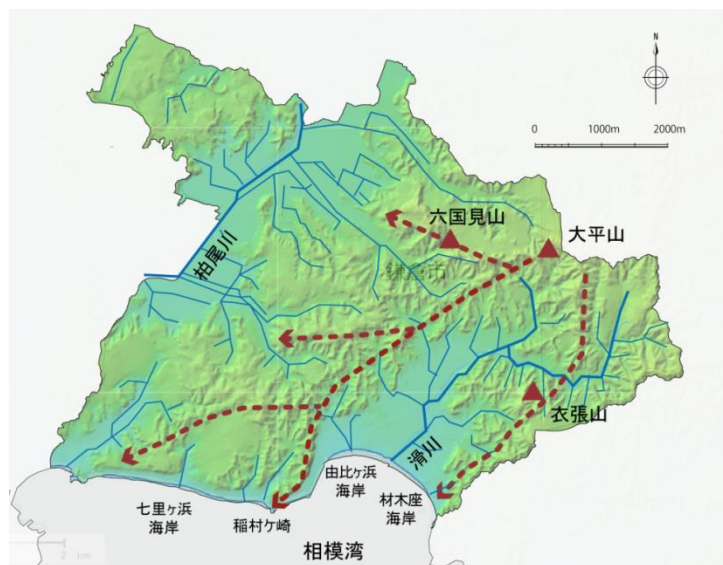 N
0
1000m
2000m
六国見山
大平山
柏尾川
鎌倉市
衣張山
滑川
由比ヶ浜
海岸
七里ヶ浜
海岸
稲村ケ崎
材木座
海岸
相模湾
2 km